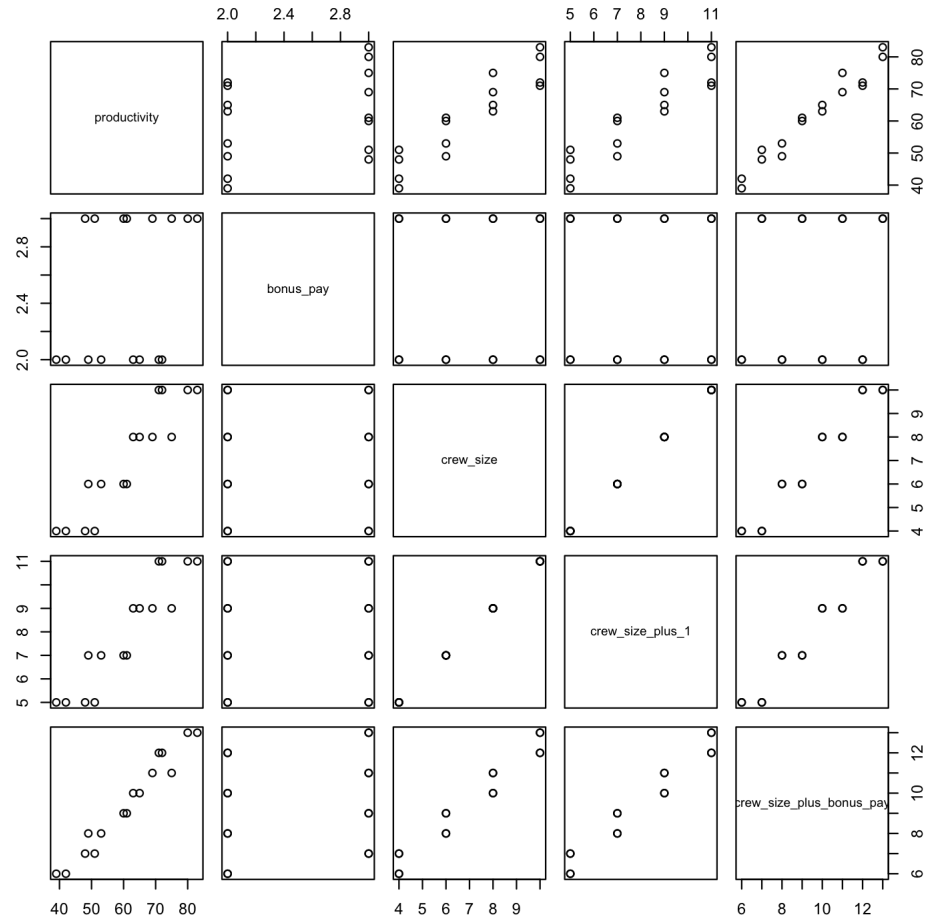 2.0 2.4 2.8
5 6 7 8 9 11
productivity
40 50 60 70 80
2.0 2.4 2.8
bonus_pay
crew_size
4 5 6 7 8 9
5 6 7 8 9 11
crew_size_plus_1
crew_size_plus_bonus_pay
6 8 10 12
40 50 60 70 80
4 5 6 7 8 9
6 8 10 12